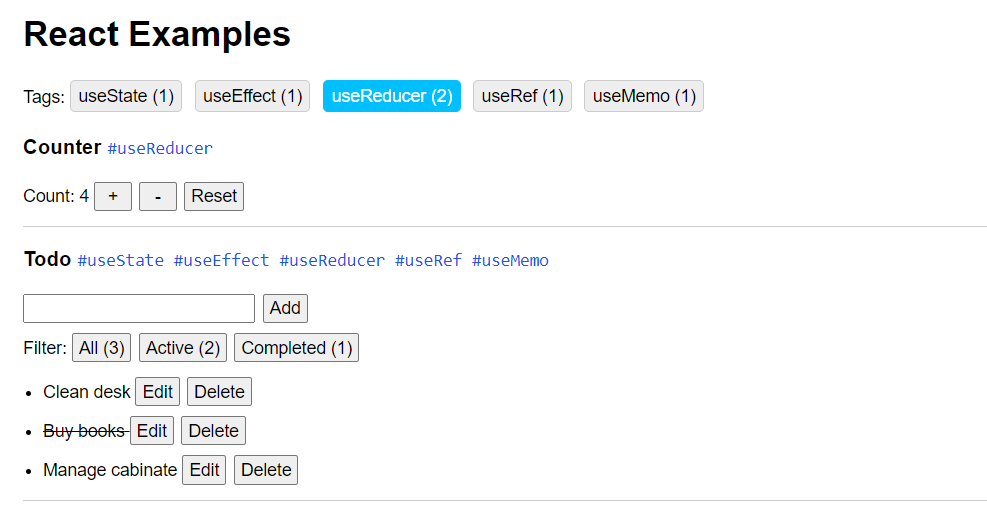 React Examples
Tags: useState (1) useEffect (1) useReducer (2) useRef (1) useMemo (1)
Counter #useReducer
Count: 4 + - Reset
Todo #useState #useEffect #useReducer #useRef #useMemo
Add
Filter: All (3) Active (2) Completed (1)
Clean desk Edit Delete
Buy books Edit Delete
Manage cabinate Edit Delete